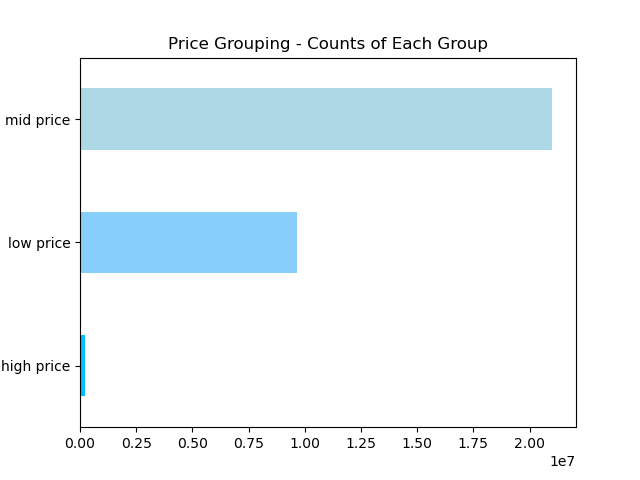 Price Grouping - Counts of Each Group
mid price
low price
high price
0.00 0.25 0.50 0.75 1.00 1.25 1.50 1.75 2.00
1e7